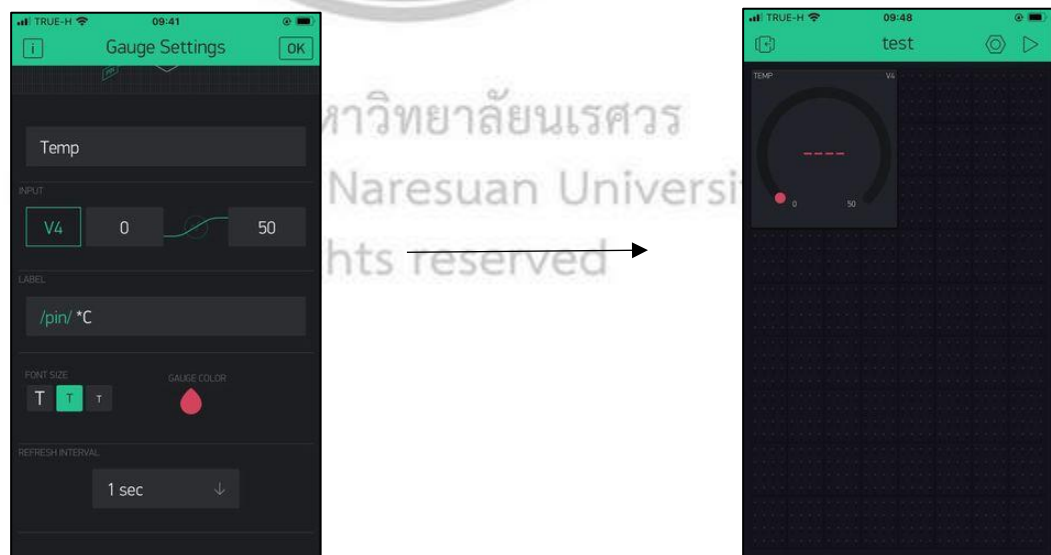 TRUE-H 09:41
i Gauge Settings OK
Temp
INPUT
V4 0 50
LABEL
/pin/ *C
FONT SIZE GAUGE COLOR
T T T
REFRESH INTERVAL
1 sec
หาวิทยาลัยนเรศวร
Naresuan Universi
hts reserved
TRUE-H 09:48
test
TEMP V4
----
0 50